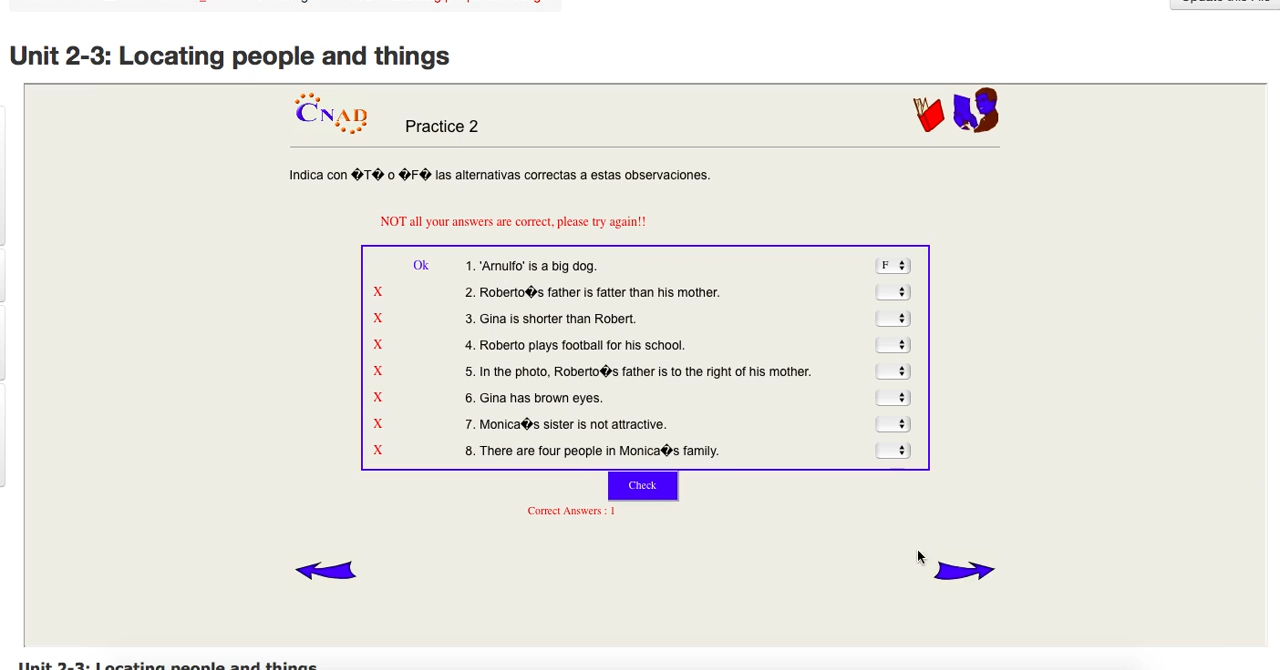 Unit 2-3: Locating people and things
CNAD
Practice 2
Indica con �T� o �F� las alternativas correctas a estas observaciones.
NOT all your answers are correct, please try again!!
Ok 1. 'Arnulfo' is a big dog. F
X 2. Roberto�s father is fatter than his mother.
X 3. Gina is shorter than Robert.
X 4. Roberto plays football for his school.
X 5. In the photo, Roberto�s father is to the right of his mother.
X 6. Gina has brown eyes.
X 7. Monica�s sister is not attractive.
X 8. There are four people in Monica�s family.
Check
Correct Answers : 1
Unit 2-3: Locating people and things